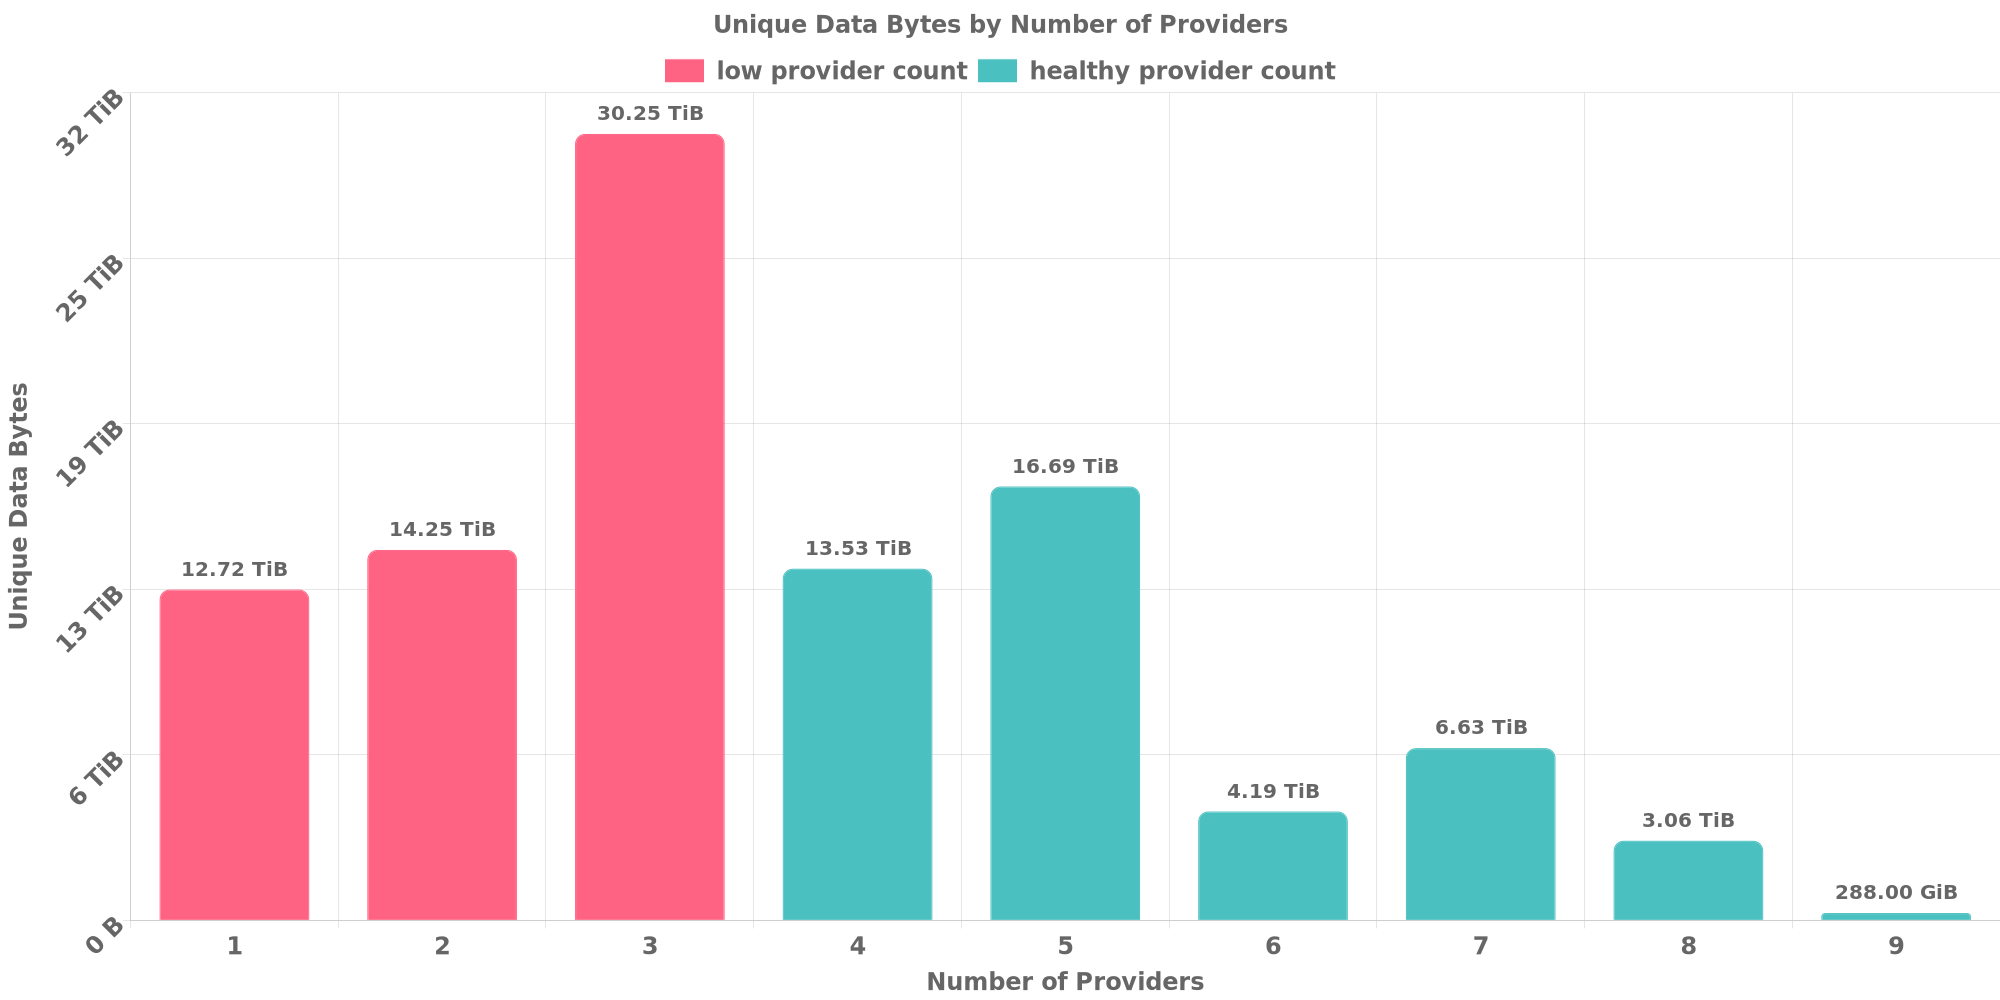 Unique Data Bytes by Number of Providers
low provider count healthy provider count
32 TiB
25 TiB
19 TiB
13 TiB
6 TiB
0 B
Unique Data Bytes
12.72 TiB
14.25 TiB
30.25 TiB
13.53 TiB
16.69 TiB
4.19 TiB
6.63 TiB
3.06 TiB
288.00 GiB
1 2 3 4 5 6 7 8 9
Number of Providers